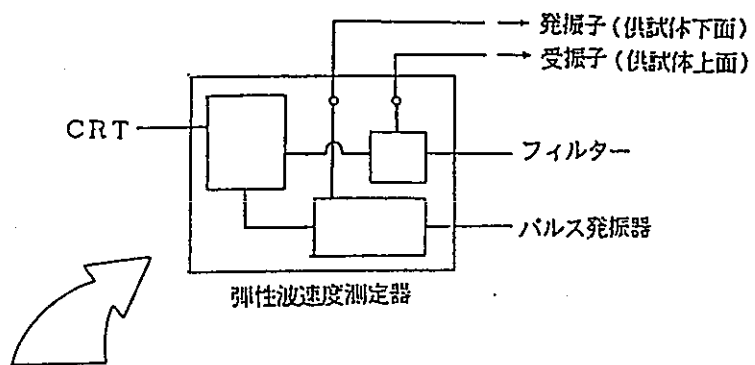 発振子(供試体下面)
受振子(供試体上面)
CRT
フィルター
パルス発振器
弾性波速度測定器